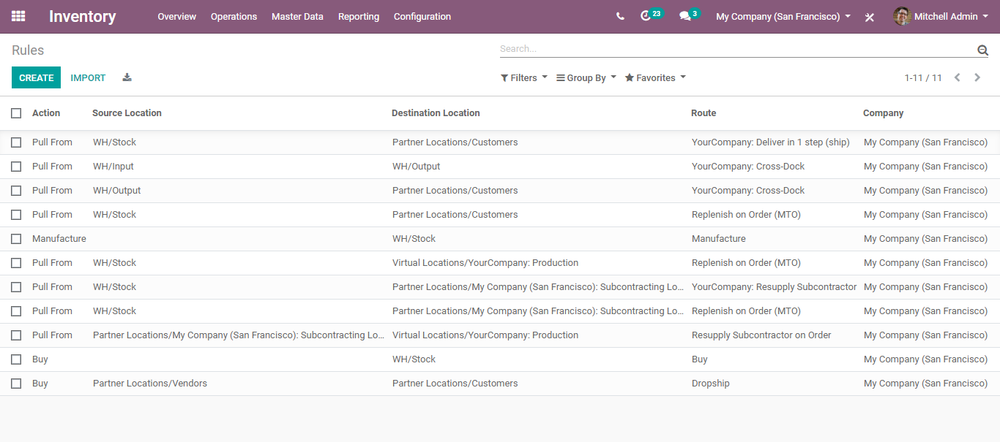 Inventory Overview Operations Master Data Reporting Configuration 23 3 My Company (San Francisco) Mitchell Admin
Rules Search...
CREATE IMPORT Filters Group By Favorites 1-11 / 11
Action Source Location Destination Location Route Company
Pull From WH/Stock Partner Locations/Customers YourCompany: Deliver in 1 step (ship) My Company (San Francisco)
Pull From WH/Input WH/Output YourCompany: Cross-Dock My Company (San Francisco)
Pull From WH/Output Partner Locations/Customers YourCompany: Cross-Dock My Company (San Francisco)
Pull From WH/Stock Partner Locations/Customers Replenish on Order (MTO) My Company (San Francisco)
Manufacture WH/Stock Manufacture My Company (San Francisco)
Pull From WH/Stock Virtual Locations/YourCompany: Production Replenish on Order (MTO) My Company (San Francisco)
Pull From WH/Stock Partner Locations/My Company (San Francisco): Subcontracting Lo... YourCompany: Resupply Subcontractor My Company (San Francisco)
Pull From WH/Stock Partner Locations/My Company (San Francisco): Subcontracting Lo... Replenish on Order (MTO) My Company (San Francisco)
Pull From Partner Locations/My Company (San Francisco): Subcontracting Lo... Virtual Locations/YourCompany: Production Resupply Subcontractor on Order My Company (San Francisco)
Buy WH/Stock Buy My Company (San Francisco)
Buy Partner Locations/Vendors Partner Locations/Customers Dropship My Company (San Francisco)